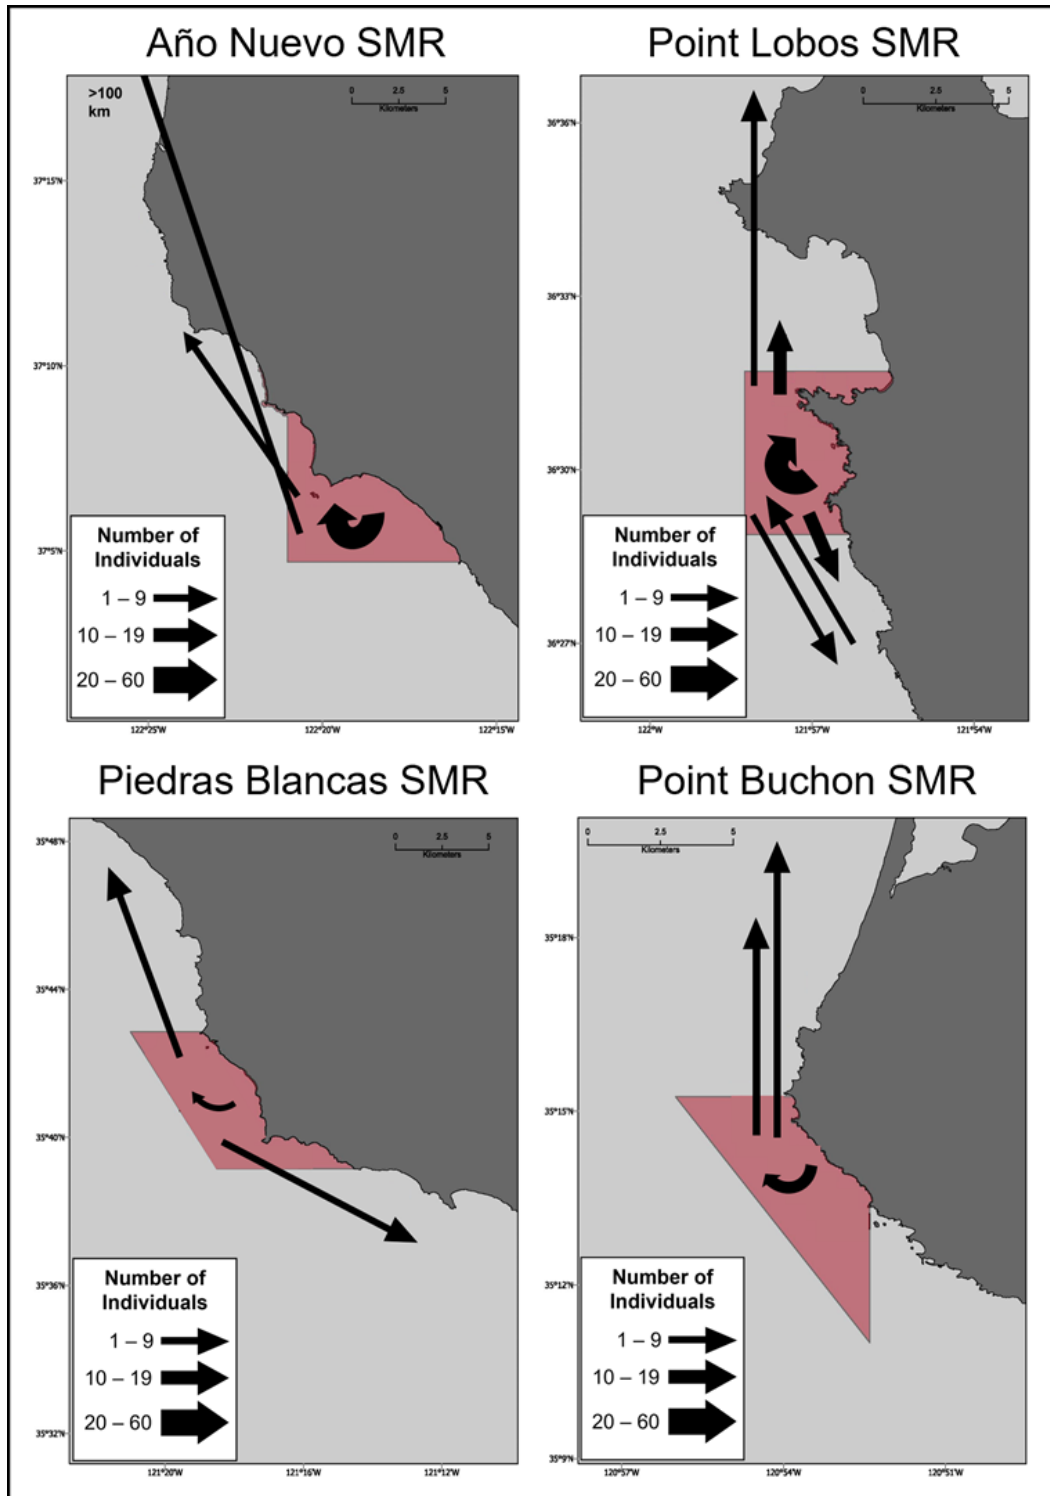 Año Nuevo SMR
>100
km
0 2.5 5
Kilometers
37°15'N
37°10'N
37°5'N
122°25'W 122°20'W 122°15'W
Number of
Individuals
1 – 9
10 – 19
20 – 60
Point Lobos SMR
0 2.5 5
Kilometers
36°36'N
36°33'N
36°30'N
36°27'N
122°W 121°57'W 121°54'W
Number of
Individuals
1 – 9
10 – 19
20 – 60
Piedras Blancas SMR
0 2.5 5
Kilometers
35°48'N
35°44'N
35°40'N
35°36'N
35°32'N
121°20'W 121°16'W 121°12'W
Number of
Individuals
1 – 9
10 – 19
20 – 60
Point Buchon SMR
0 2.5 5
Kilometers
35°18'N
35°15'N
35°12'N
35°9'N
120°57'W 120°54'W 120°51'W
Number of
Individuals
1 – 9
10 – 19
20 – 60